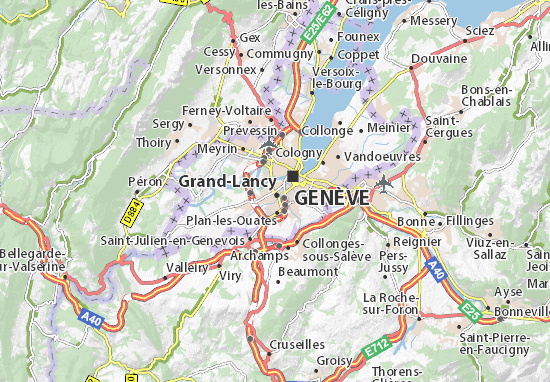 les-Bains
Crans-près-
Céligny
Messery
Sciez
Gex
E25/E62
Founex
Cessy
Commugny
Coppet
Douvaine
Versonnex
Versoix-
le-Bourg
Bons-en-
Chablais
Ferney-Voltaire
Sergy
Prévessin
Collonge
Meinier
Saint-
Cergues
Thoiry
Meyrin
Cologny
Vandoeuvres
Péron
Grand-Lancy
GENÈVE
D884
Plan-les-Ouates
Bonne
Fillinges
Saint-Julien-en-Genevois
Collonges-
sous-Salève
Reignier
Viuz-en-
Sallaz
Bellegarde-
sur-Valserine
Archamps
Pers-
Jussy
A40
Valleiry
Viry
Beaumont
Ayse
La Roche-
sur-Foron
E25
Bonneville
A40
Saint-Pierre-
en-Faucigny
Cruseilles
E712
Groisy
Thorens-